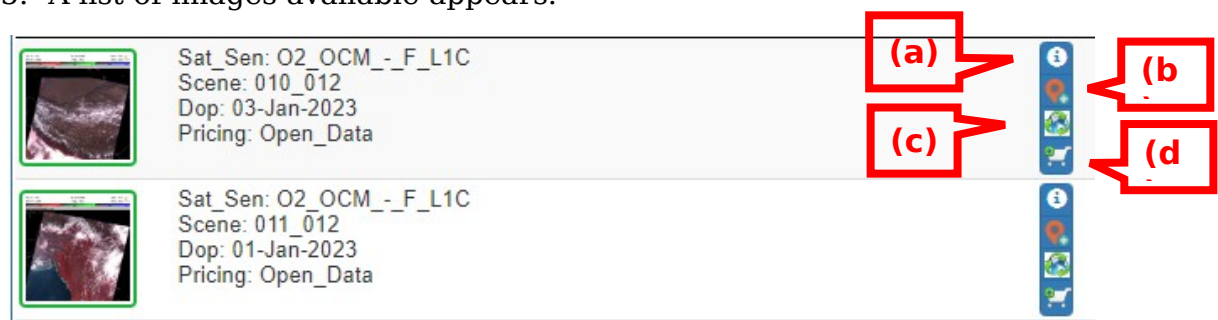 A list of images available appears.
Sat_Sen: O2_OCM_-_F_L1C
Scene: 010_012
Dop: 03-Jan-2023
Pricing: Open_Data
(a)
(b
(c)
(d
Sat_Sen: O2_OCM_-_F_L1C
Scene: 011_012
Dop: 01-Jan-2023
Pricing: Open_Data